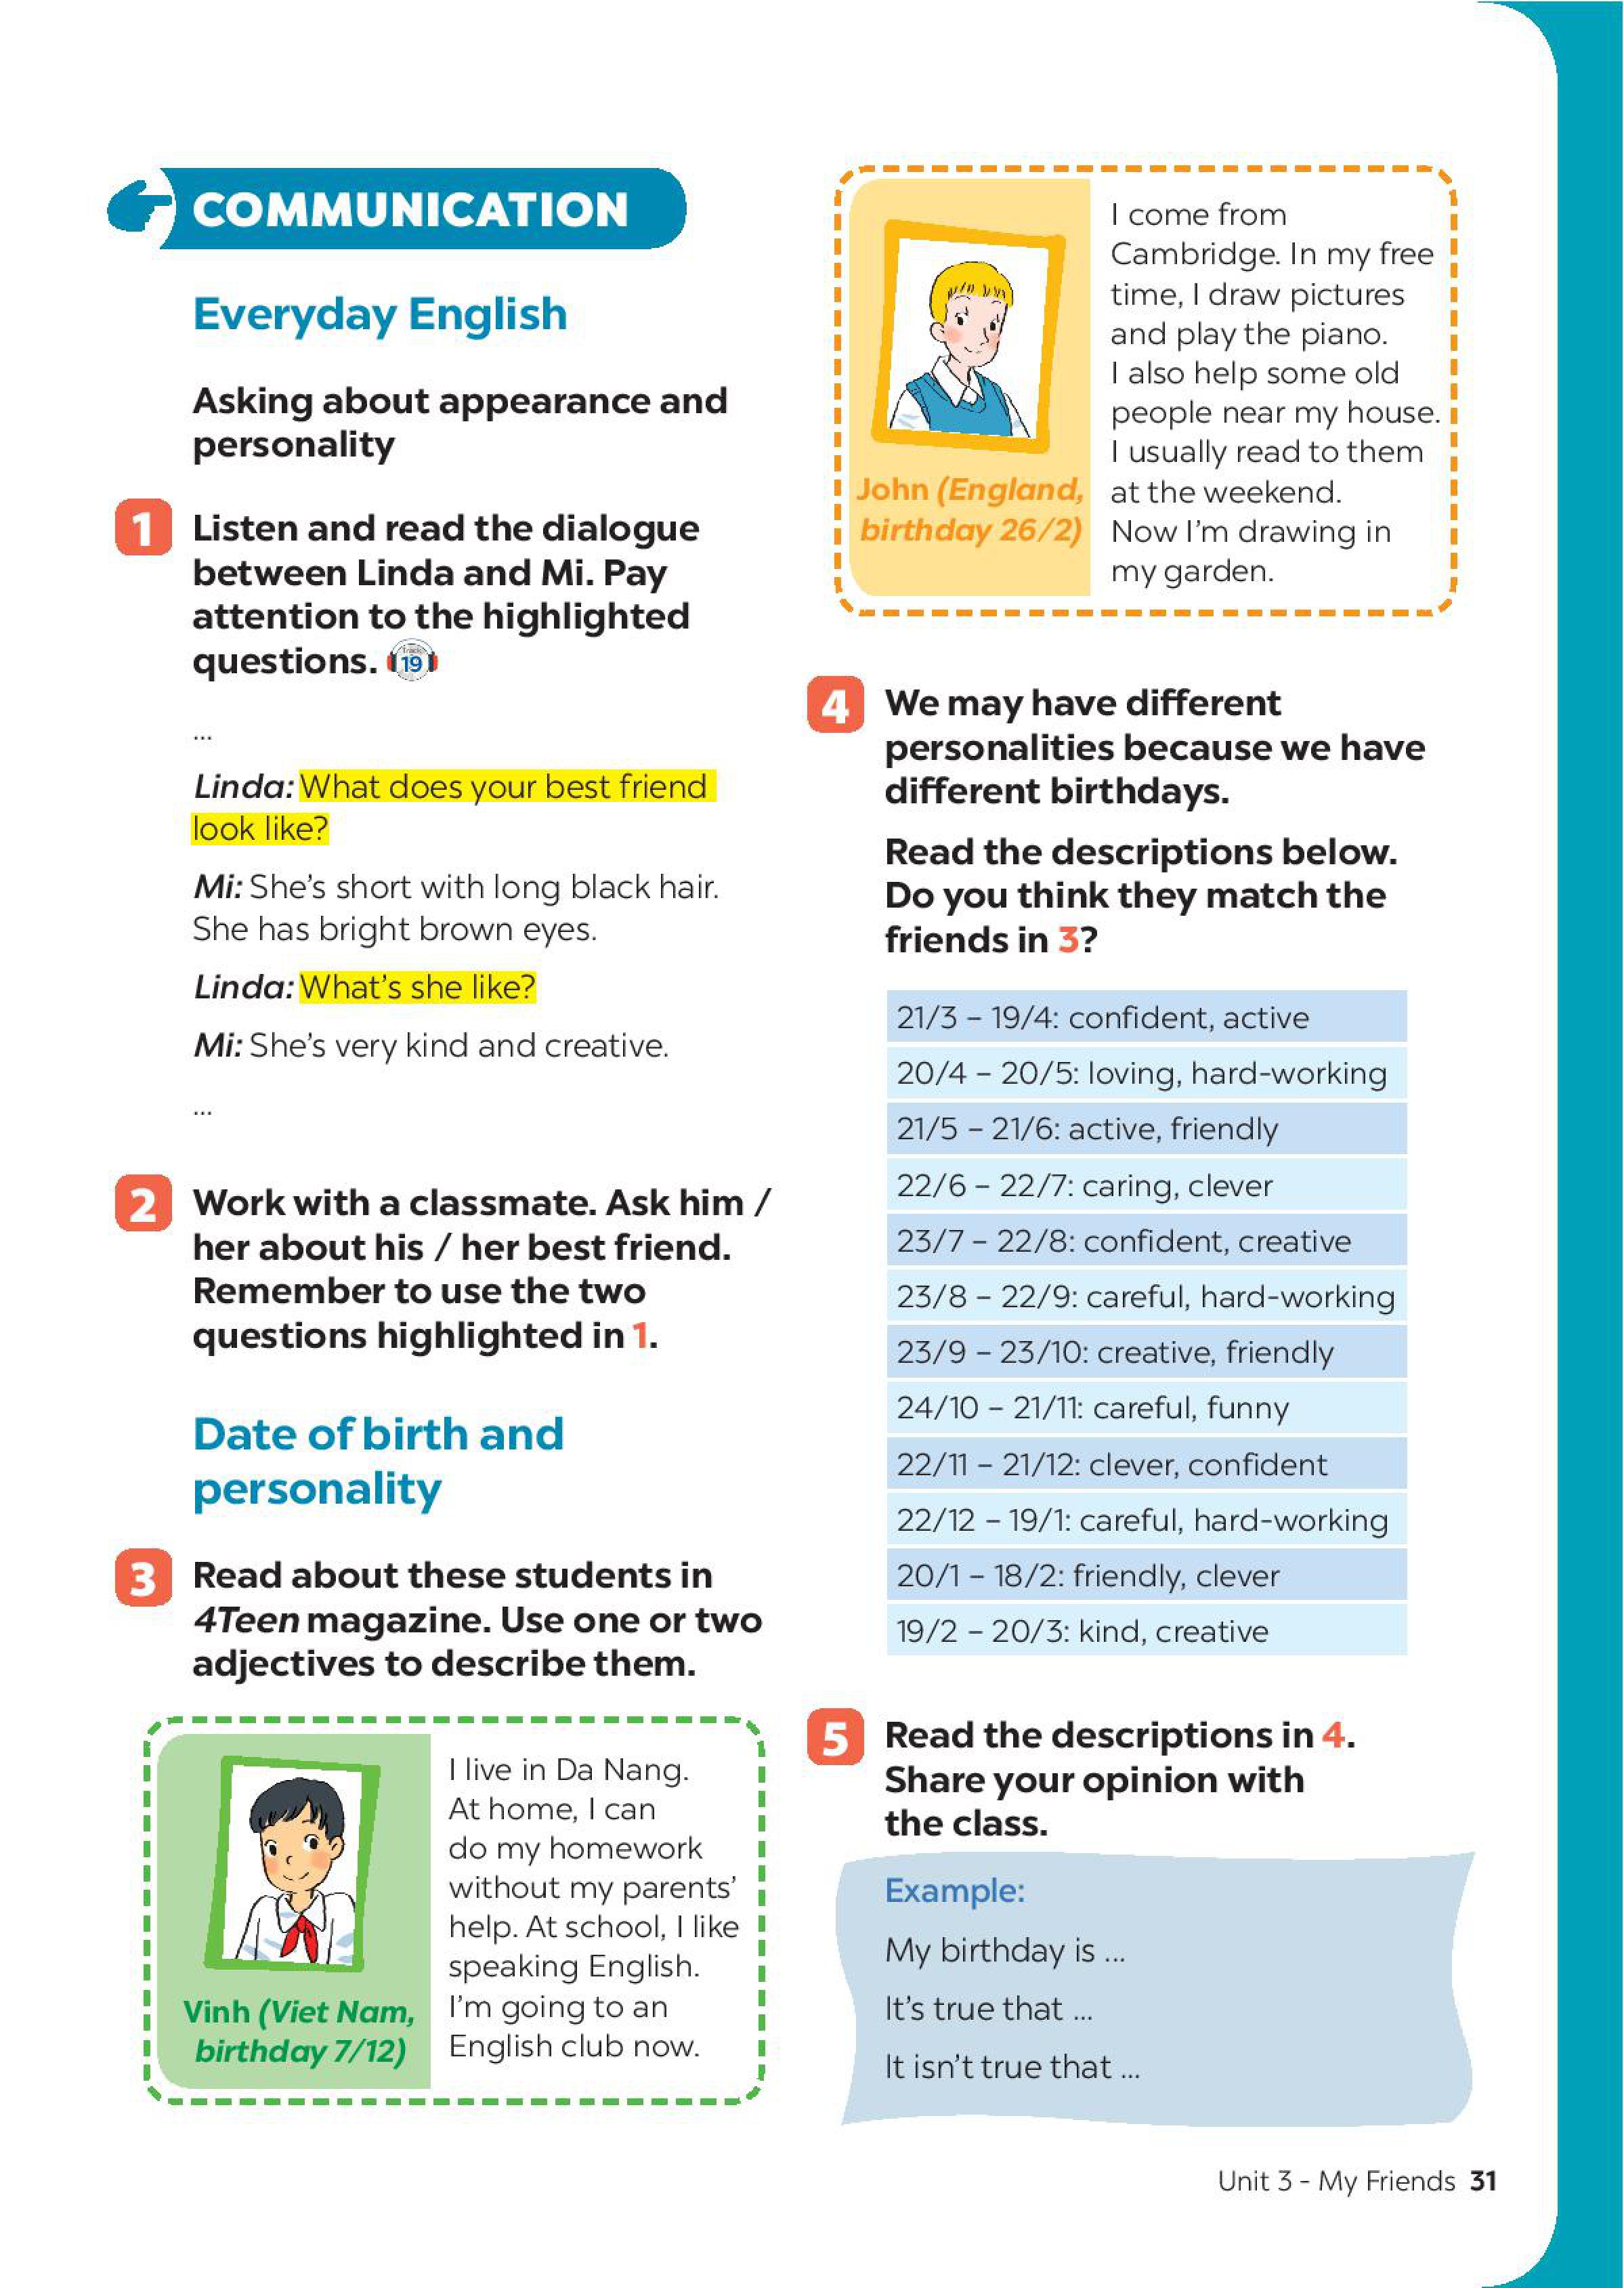 COMMUNICATION
Everyday English
Asking about appearance and
personality
1 Listen and read the dialogue
between Linda and Mi. Pay
attention to the highlighted
questions. Track 19
...
Linda: What does your best friend
look like?
Mi: She's short with long black hair.
She has bright brown eyes.
Linda: What's she like?
Mi: She's very kind and creative.
...
2 Work with a classmate. Ask him /
her about his / her best friend.
Remember to use the two
questions highlighted in 1.
Date of birth and
personality
3 Read about these students in
4Teen magazine. Use one or two
adjectives to describe them.
Vinh (Viet Nam,
birthday 7/12)
I live in Da Nang.
At home, I can
do my homework
without my parents'
help. At school, I like
speaking English.
I'm going to an
English club now.
John (England,
birthday 26/2)
I come from
Cambridge. In my free
time, I draw pictures
and play the piano.
I also help some old
people near my house.
I usually read to them
at the weekend.
Now I'm drawing in
my garden.
4 We may have different
personalities because we have
different birthdays.
Read the descriptions below.
Do you think they match the
friends in 3?
21/3 – 19/4: confident, active
20/4 – 20/5: loving, hard-working
21/5 – 21/6: active, friendly
22/6 – 22/7: caring, clever
23/7 – 22/8: confident, creative
23/8 – 22/9: careful, hard-working
23/9 – 23/10: creative, friendly
24/10 – 21/11: careful, funny
22/11 – 21/12: clever, confident
22/12 – 19/1: careful, hard-working
20/1 – 18/2: friendly, clever
19/2 – 20/3: kind, creative
5 Read the descriptions in 4.
Share your opinion with
the class.
Example:
My birthday is ...
It's true that ...
It isn't true that ...
Unit 3 - My Friends 31